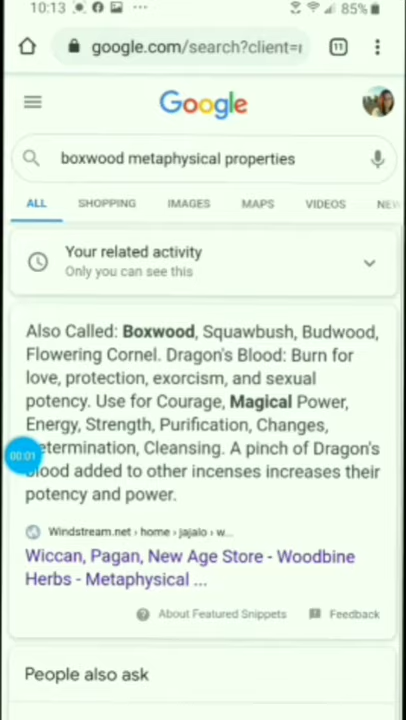 10:13
85%
google.com/search?client=
11
Google
boxwood metaphysical properties
ALL SHOPPING IMAGES MAPS VIDEOS NEW
Your related activity
Only you can see this
Also Called: Boxwood, Squawbush, Budwood,
Flowering Cornel. Dragon's Blood: Burn for
love, protection, exorcism, and sexual
potency. Use for Courage, Magical Power,
Energy, Strength, Purification, Changes,
00:01
etermination, Cleansing. A pinch of Dragon's
lood added to other incenses increases their
potency and power.
Windstream.net › home › jajalo › w...
Wiccan, Pagan, New Age Store - Woodbine
Herbs - Metaphysical ...
About Featured Snippets Feedback
People also ask